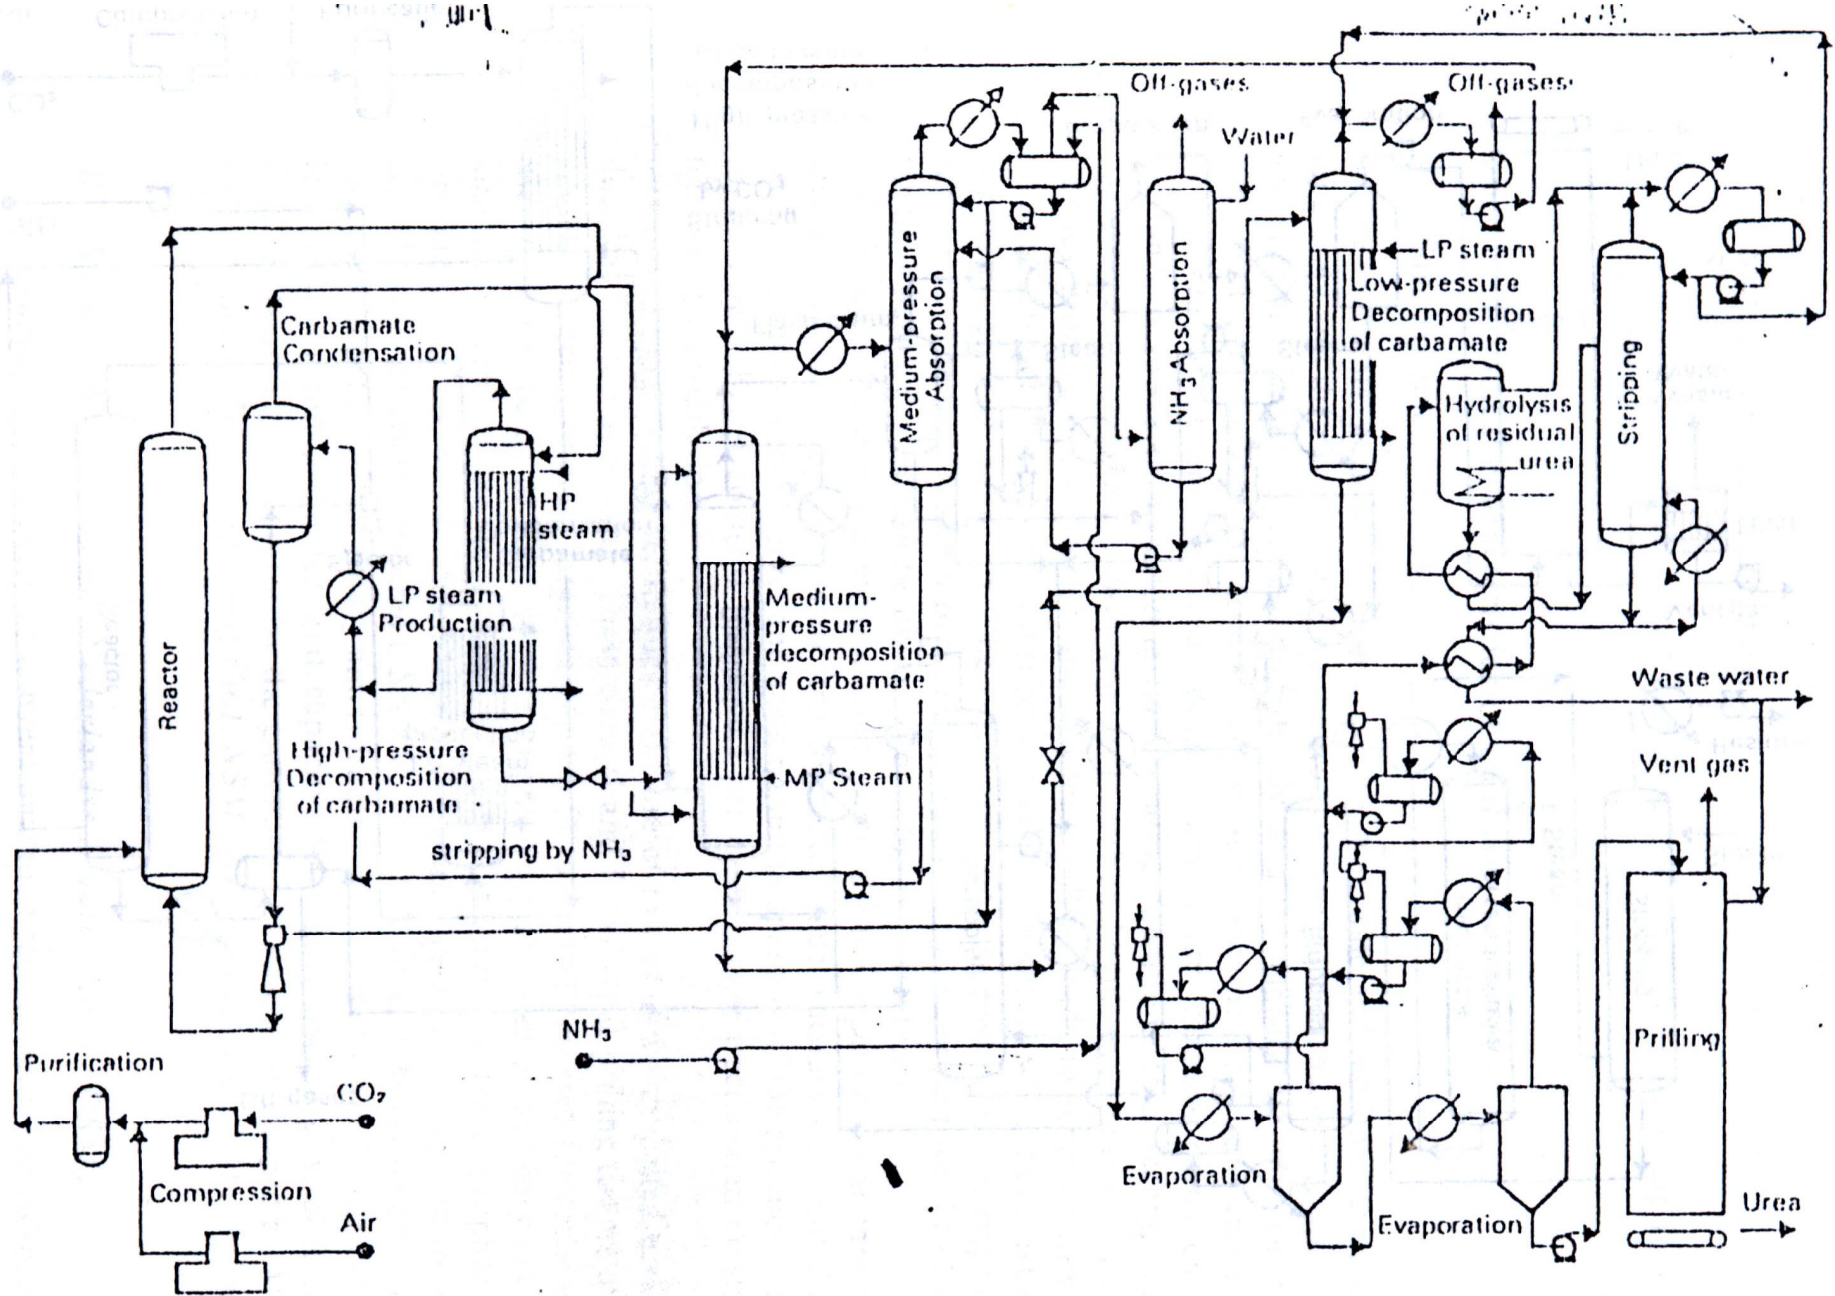 Off-gases
Off-gases
Water
Medium-pressure
Absorption
NH₃ Absorption
LP steam
Low-pressure
Decomposition
of carbamate
Carbamate
Condensation
Stripping
Hydrolysis
of residual
urea
HP
steam
LP steam
Production
Medium-
pressure
decomposition
of carbamate
Reactor
Waste water
High-pressure
Decomposition
of carbamate
MP Steam
Vent gas
stripping by NH₃
NH₃
Prilling
Purification
CO₂
Compression
Evaporation
Air
Evaporation
Urea